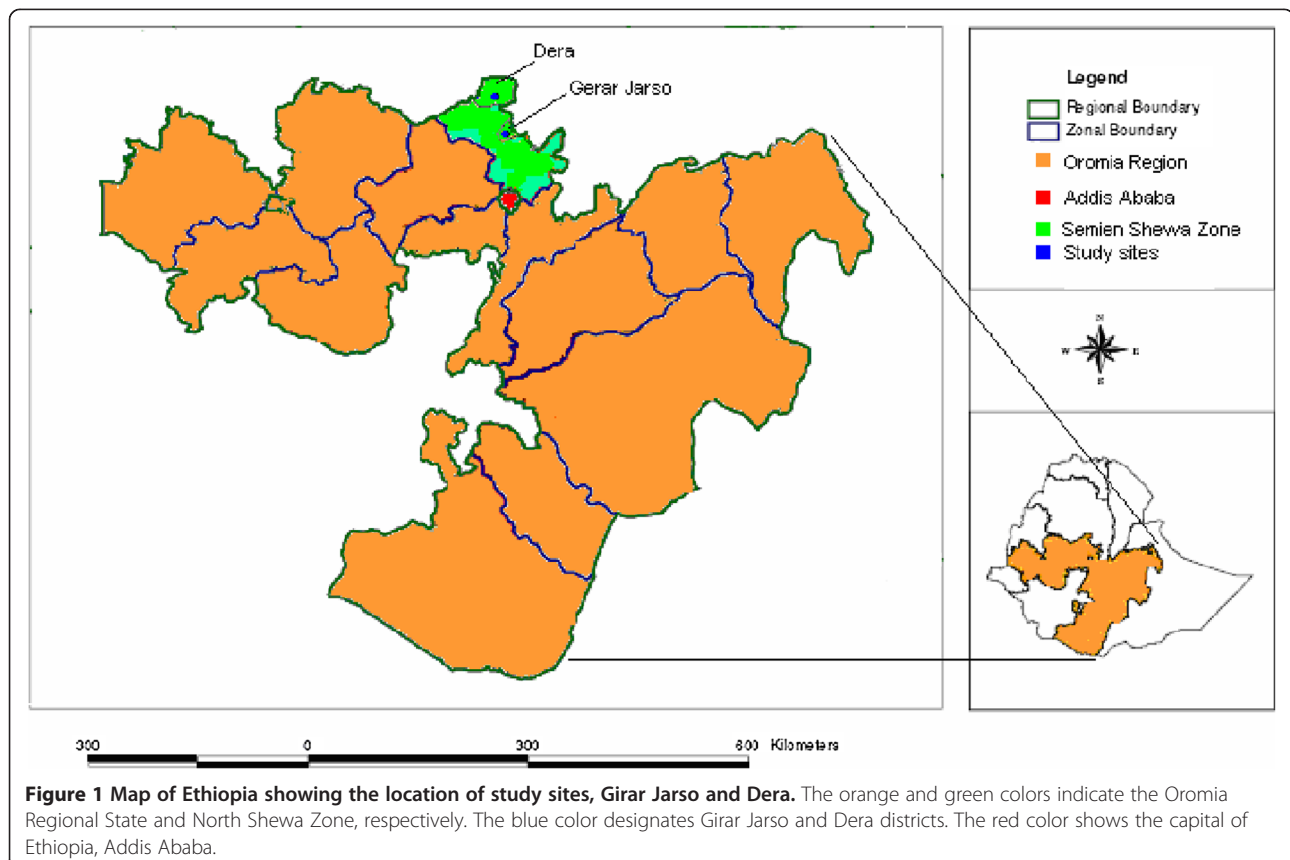 Dera
Gerar Jarso
Legend
Regional Boundary
Zonal Boundary
Oromia Region
Addis Ababa
Semien Shewa Zone
Study sites
N
W E
S
300 0 300 600 Kilometers
Figure 1 Map of Ethiopia showing the location of study sites, Girar Jarso and Dera. The orange and green colors indicate the Oromia
Regional State and North Shewa Zone, respectively. The blue color designates Girar Jarso and Dera districts. The red color shows the capital of
Ethiopia, Addis Ababa.